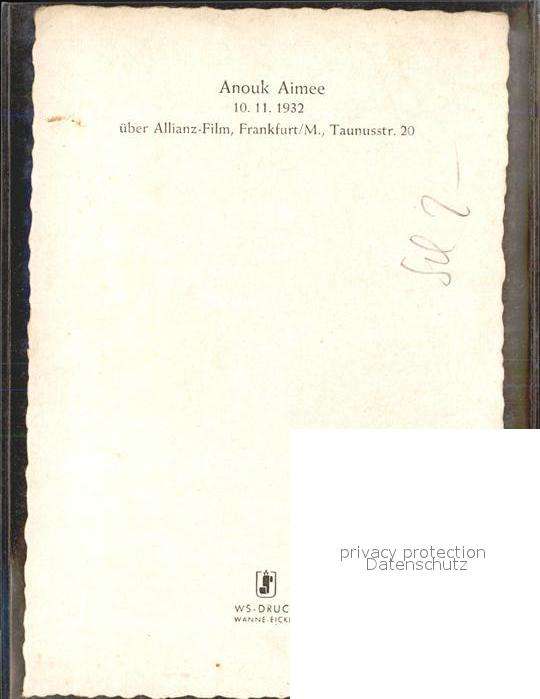 Anouk Aimee
10. 11. 1932
über Allianz-Film, Frankfurt/M., Taunusstr. 20
privacy protection
Datenschutz
WS-DRUC
WANNE-EICK